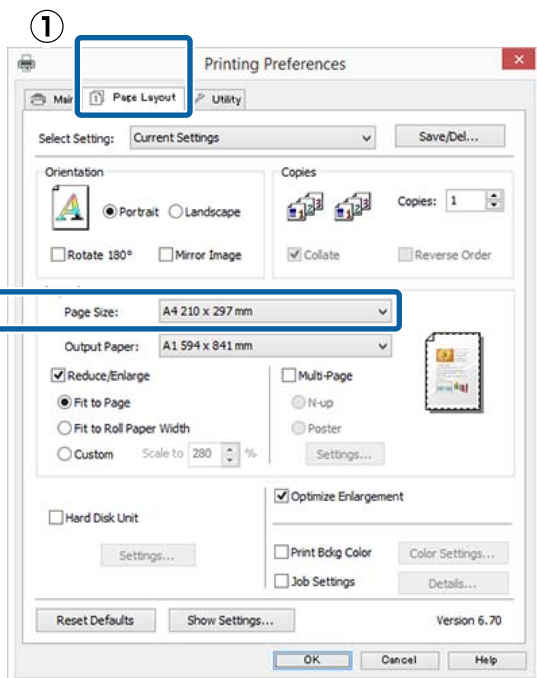 ①
Printing Preferences
Main Page Layout Utility
Select Setting: Current Settings Save/Del...
Orientation Copies
Portrait Landscape Copies: 1
Rotate 180° Mirror Image Collate Reverse Order
Page Size: A4 210 x 297 mm
Output Paper: A1 594 x 841 mm
Reduce/Enlarge Multi-Page
Fit to Page N-up
Fit to Roll Paper Width Poster
Custom Scale to 280 % Settings...
Optimize Enlargement
Hard Disk Unit
Settings... Print Bckg Color Color Settings...
Job Settings Details...
Reset Defaults Show Settings... Version 6.70
OK Cancel Help